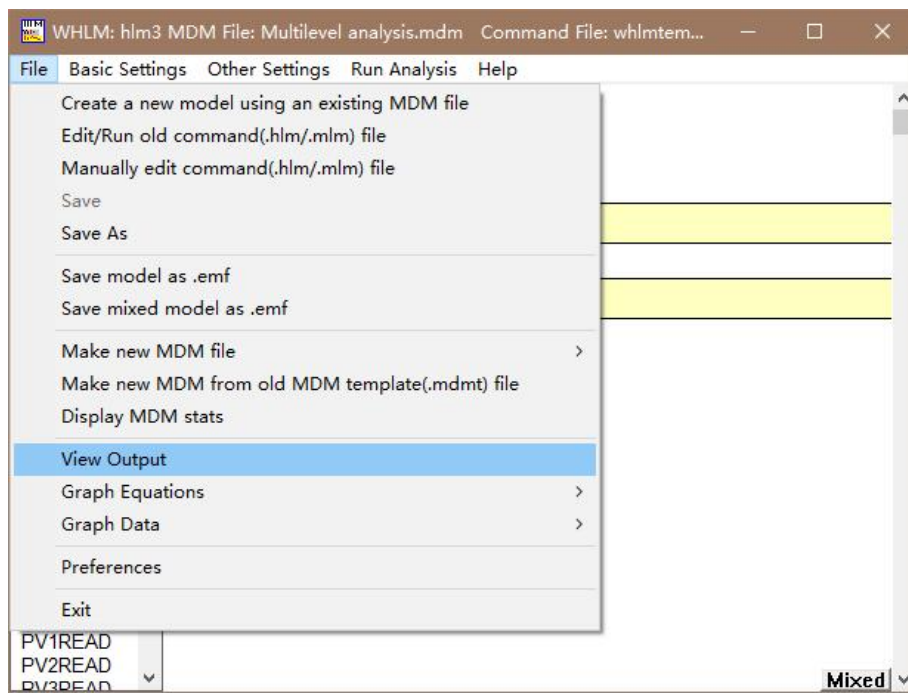 WHLM: hlm3 MDM File: Multilevel analysis.mdm Command File: whlmtem...
File Basic Settings Other Settings Run Analysis Help
Create a new model using an existing MDM file
Edit/Run old command(.hlm/.mlm) file
Manually edit command(.hlm/.mlm) file
Save
Save As
Save model as .emf
Save mixed model as .emf
Make new MDM file
Make new MDM from old MDM template(.mdmt) file
Display MDM stats
View Output
Graph Equations
Graph Data
Preferences
Exit
PV1READ
PV2READ
PV3READ
Mixed